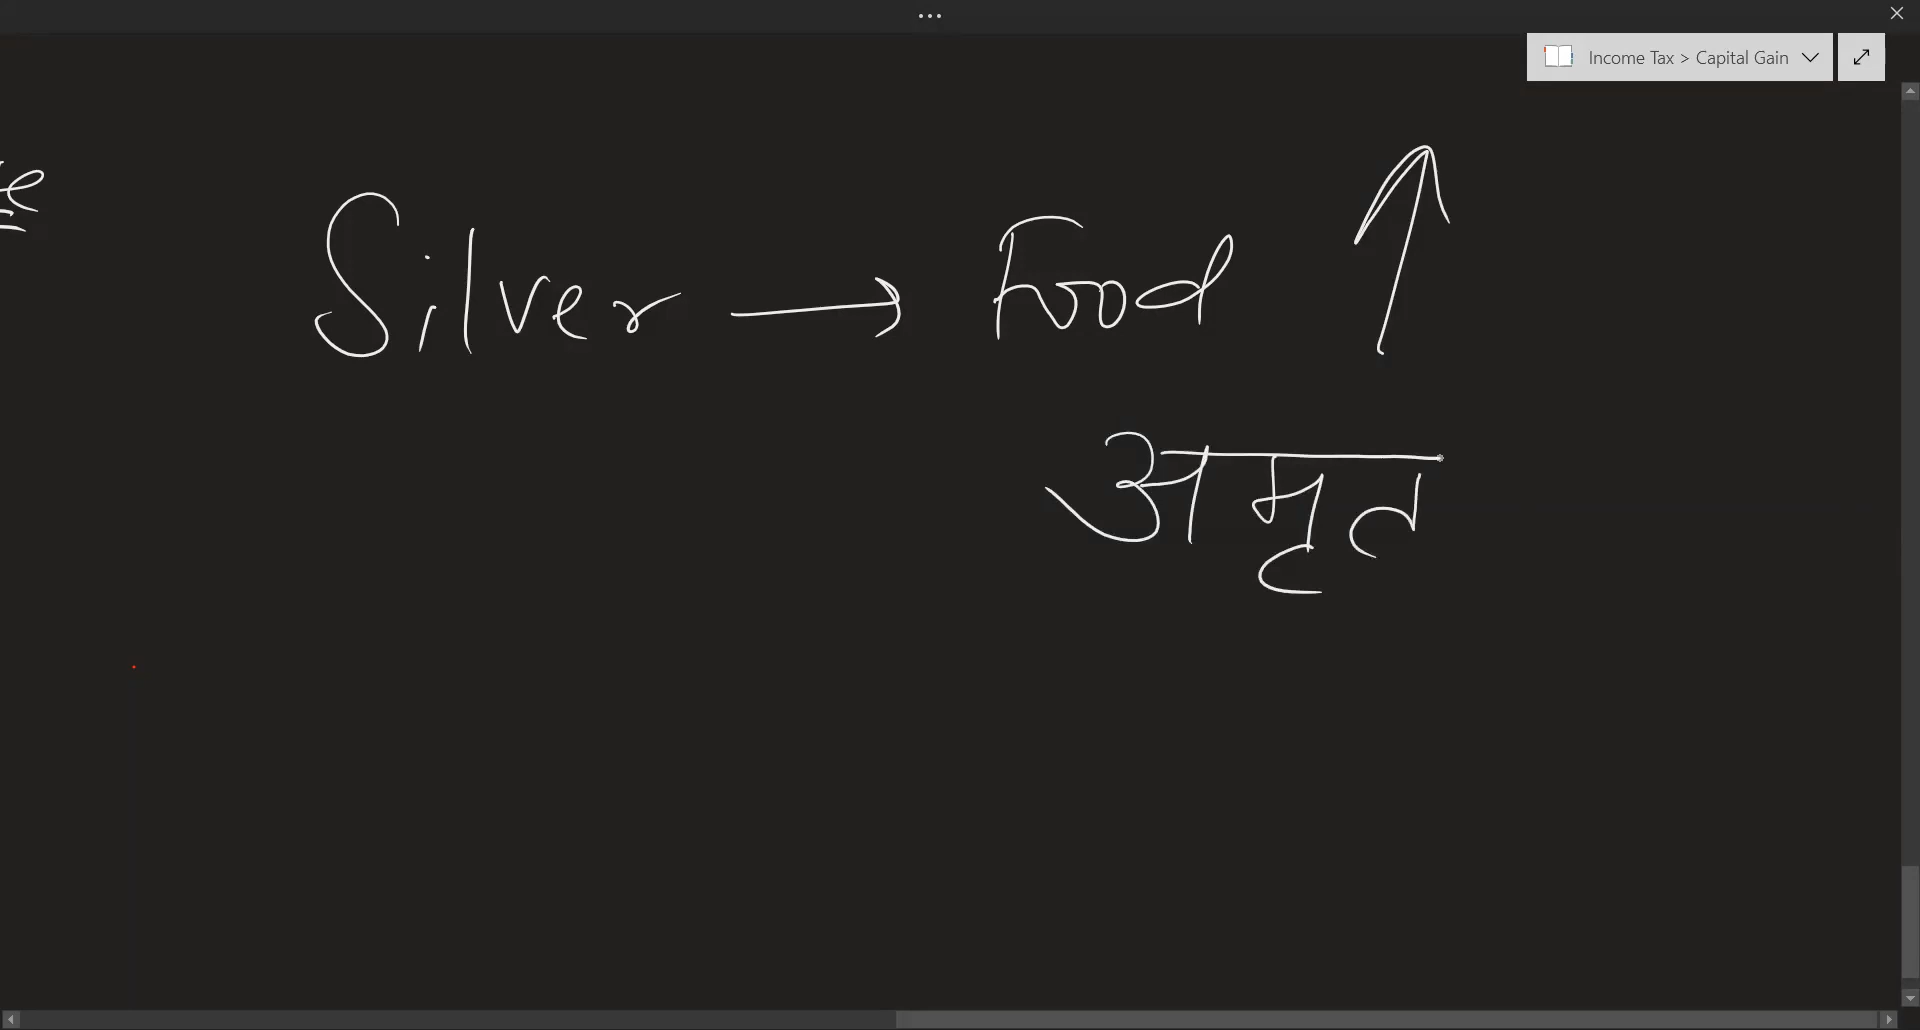 Income Tax > Capital Gain
Silver → Food ↑
अमृत